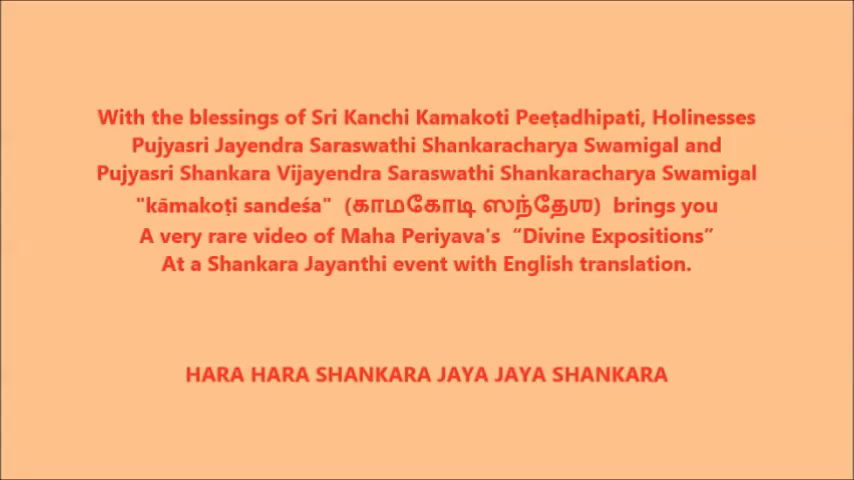 With the blessings of Sri Kanchi Kamakoti Peeṭadhipati, Holinesses
Pujyasri Jayendra Saraswathi Shankaracharya Swamigal and
Pujyasri Shankara Vijayendra Saraswathi Shankaracharya Swamigal
"kāmakoṭi sandeśa" (காமகோடி ஸந்தேஶ) brings you
A very rare video of Maha Periyava's “Divine Expositions”
At a Shankara Jayanthi event with English translation.
HARA HARA SHANKARA JAYA JAYA SHANKARA